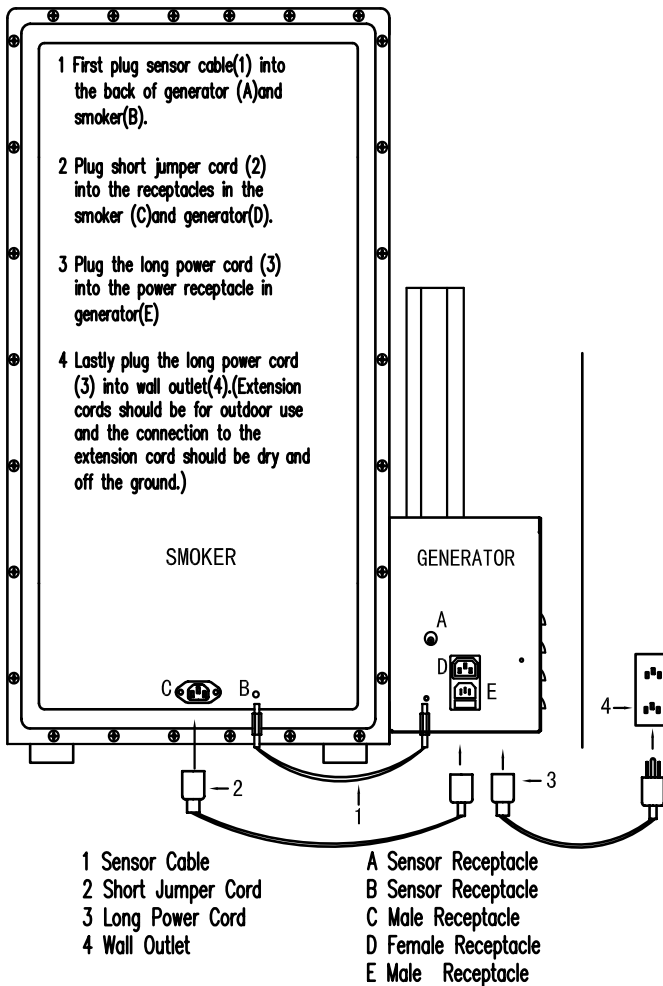 1 First plug sensor cable(1) into
the back of generator (A)and
smoker(B).
2 Plug short jumper cord (2)
into the receptacles in the
smoker (C)and generator(D).
3 Plug the long power cord (3)
into the power receptacle in
generator(E)
4 Lastly plug the long power cord
(3) into wall outlet(4).(Extension
cords should be for outdoor use
and the connection to the
extension cord should be dry and
off the ground.)
SMOKER
GENERATOR
A
D
E
C
B
4
2
1
3
1 Sensor Cable
2 Short Jumper Cord
3 Long Power Cord
4 Wall Outlet
A Sensor Receptacle
B Sensor Receptacle
C Male Receptacle
D Female Receptacle
E Male Receptacle